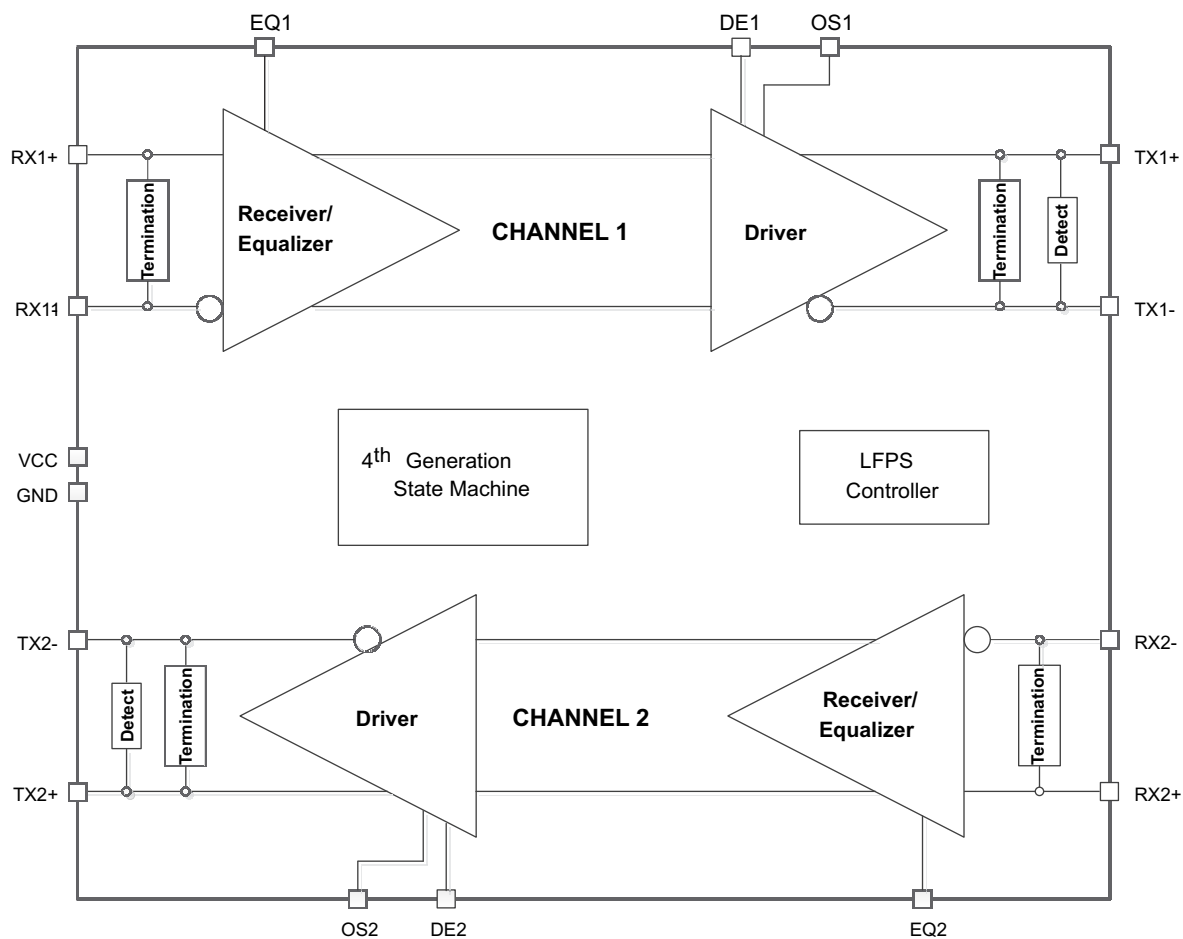 EQ1
DE1
OS1
RX1+
TX1+
Termination
Receiver/
Equalizer
CHANNEL 1
Driver
Termination
Detect
TX1-
4th Generation
State Machine
LFPS
Controller
VCC
GND
TX2-
RX2-
Detect
Termination
Driver
CHANNEL 2
Receiver/
Equalizer
Termination
TX2+
RX2+
OS2
DE2
EQ2